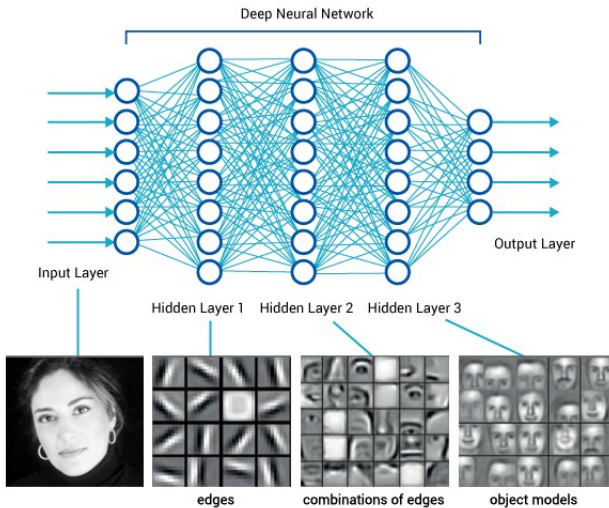 Deep Neural Network
Input Layer
Output Layer
Hidden Layer 1
Hidden Layer 2
Hidden Layer 3
edges
combinations of edges
object models